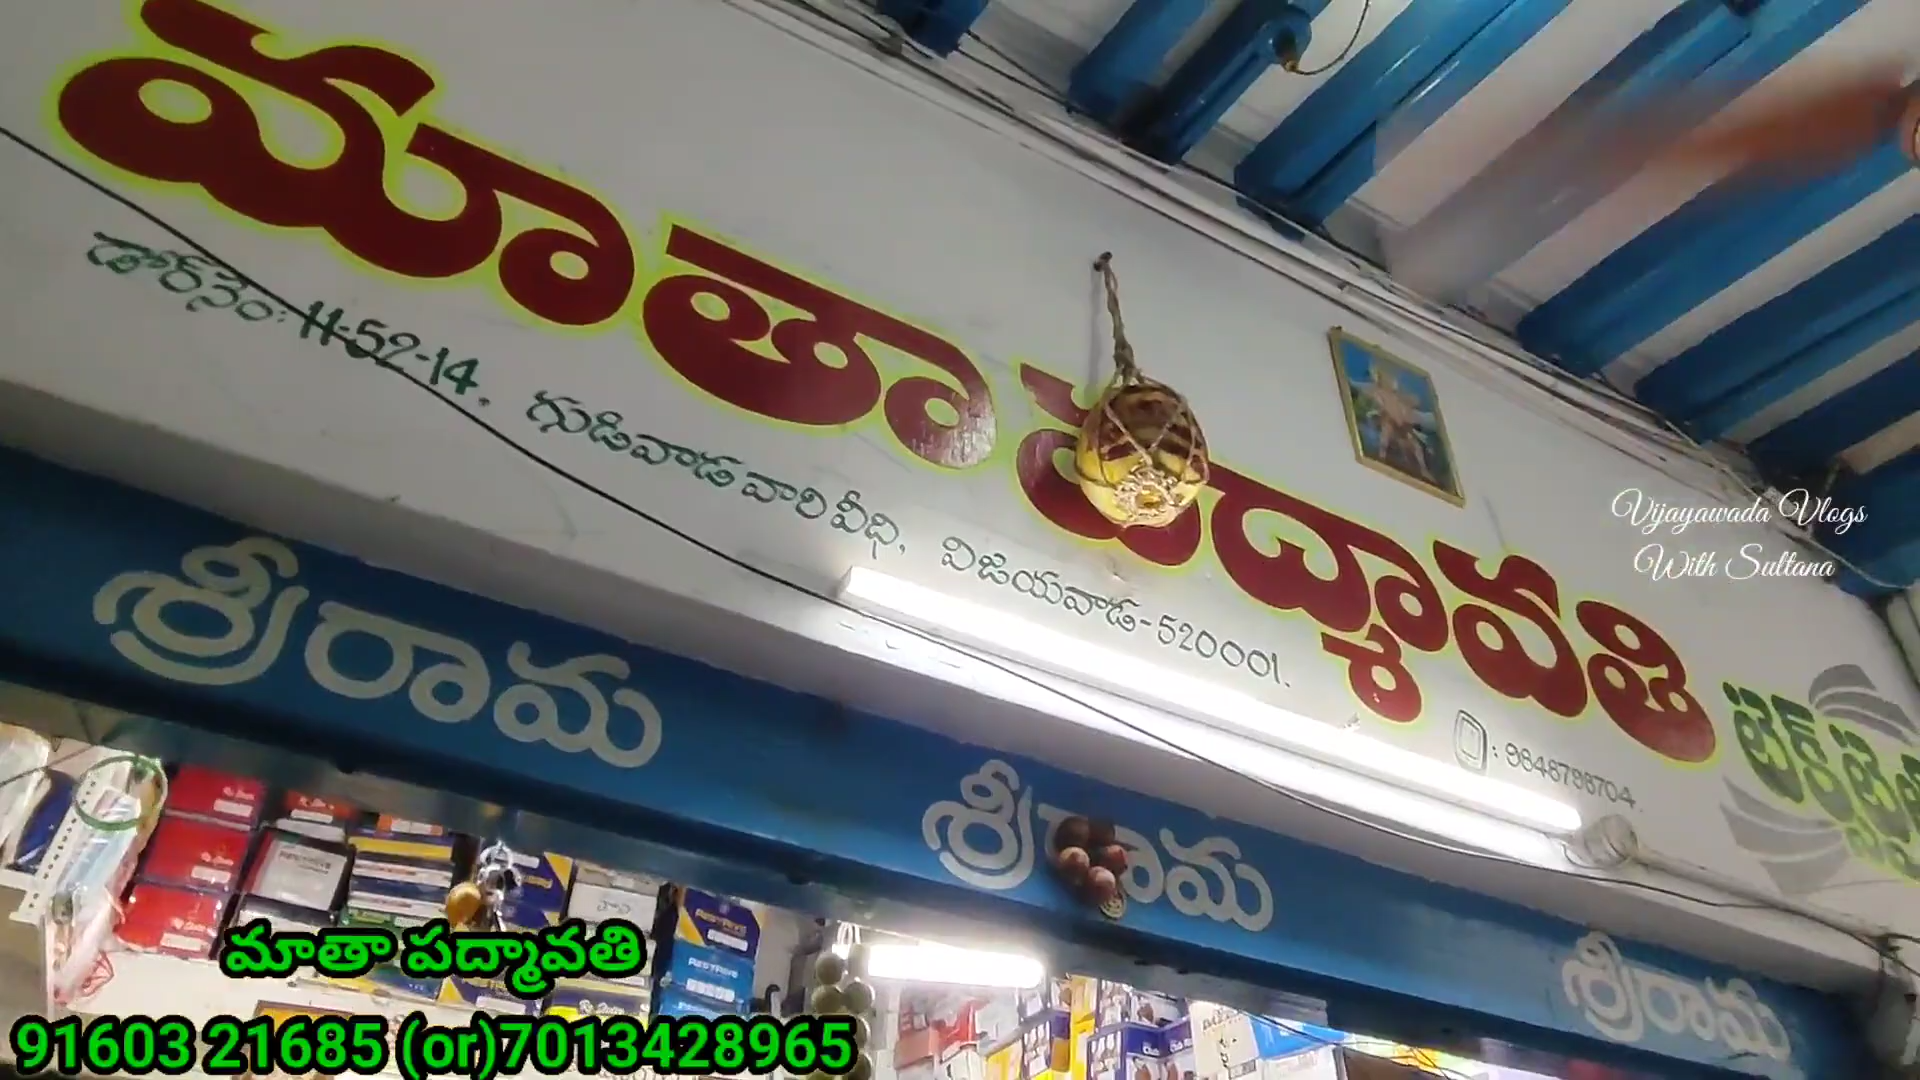 మాతా పద్మావతి
టెక్స్టైల్
డోర్ నెం: 11-52-14, గుడివాడ వారి వీధి, విజయవాడ-520001.
: 9848798704.
Vijayawada Vlogs
With Sultana
శ్రీరామ
శ్రీరామ
శ్రీరామ
మాతా పద్మావతి
91603 21685 (or)7013428965